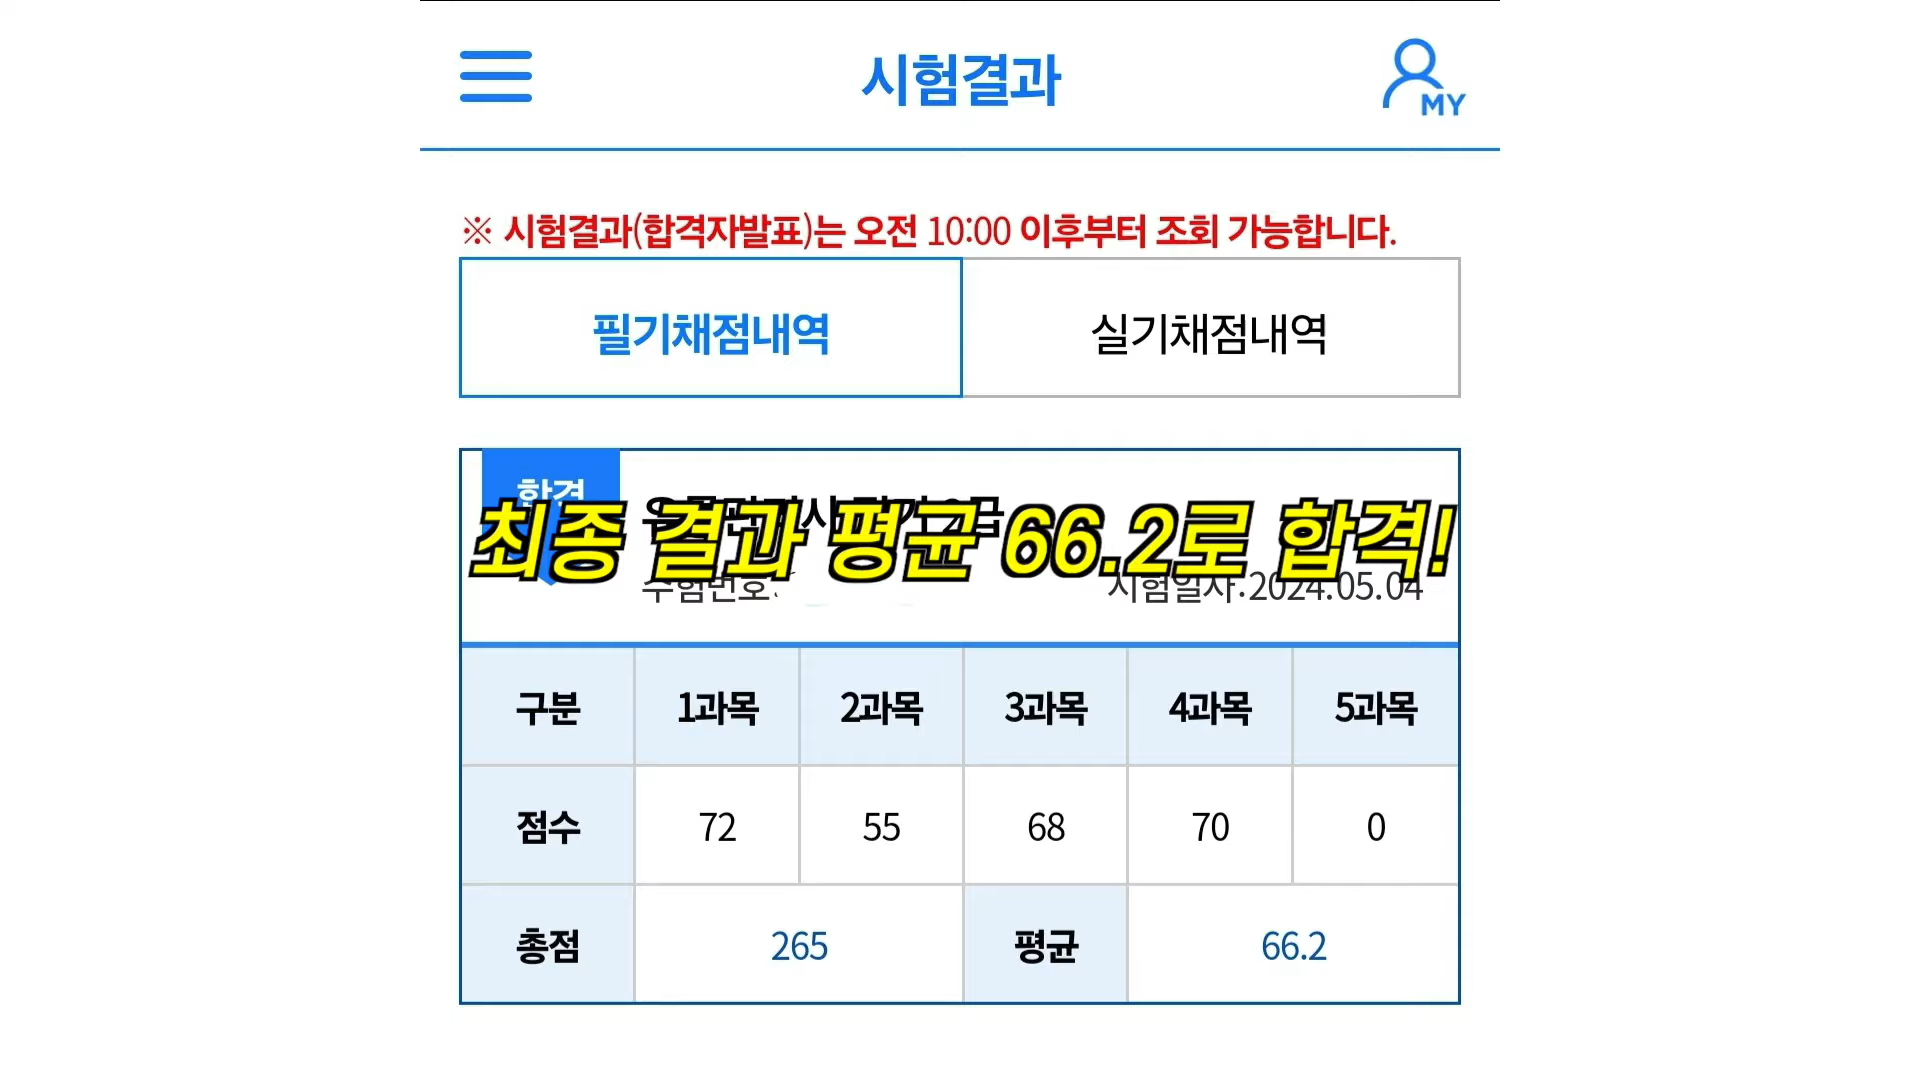 시험결과
MY
※ 시험결과(합격자발표)는 오전 10:00 이후부터 조회 가능합니다.
필기채점내역 실기채점내역
합격
최종 결과 평균 66.2로 합격!
수험번호 시험일자:2024.05.04
구분 1과목 2과목 3과목 4과목 5과목
점수 72 55 68 70 0
총점 265 평균 66.2